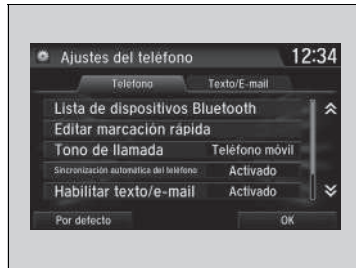 Ajustes del teléfono 12:34
Teléfono Texto/E-mail
Lista de dispositivos Bluetooth
Editar marcación rápida
Tono de llamada Teléfono móvil
Sincronización automática del teléfono Activado
Habilitar texto/e-mail Activado
Por defecto OK